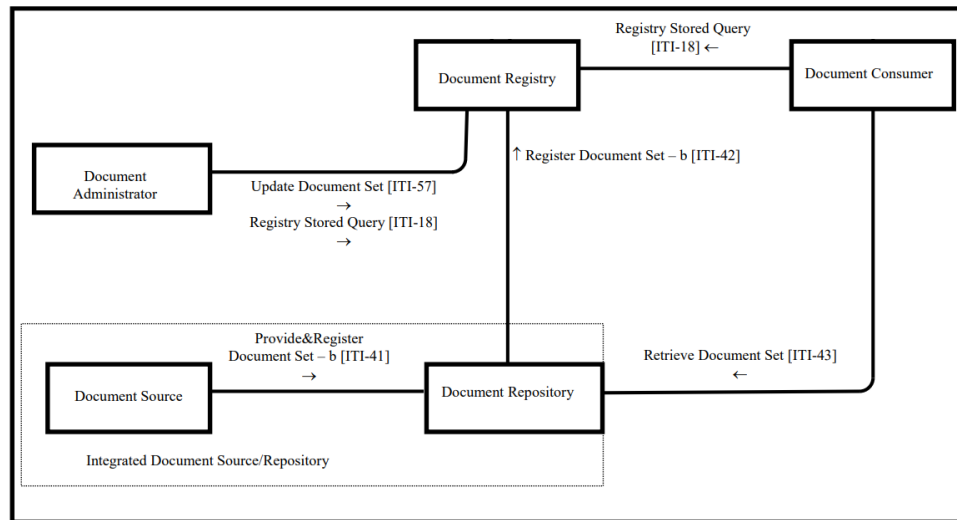 Registry Stored Query
[ITI-18] ←
Document Registry
Document Consumer
↑ Register Document Set – b [ITI-42]
Document
Administrator
Update Document Set [ITI-57]
→
Registry Stored Query [ITI-18]
→
Provide&Register
Document Set – b [ITI-41]
→
Retrieve Document Set [ITI-43]
←
Document Source
Document Repository
Integrated Document Source/Repository